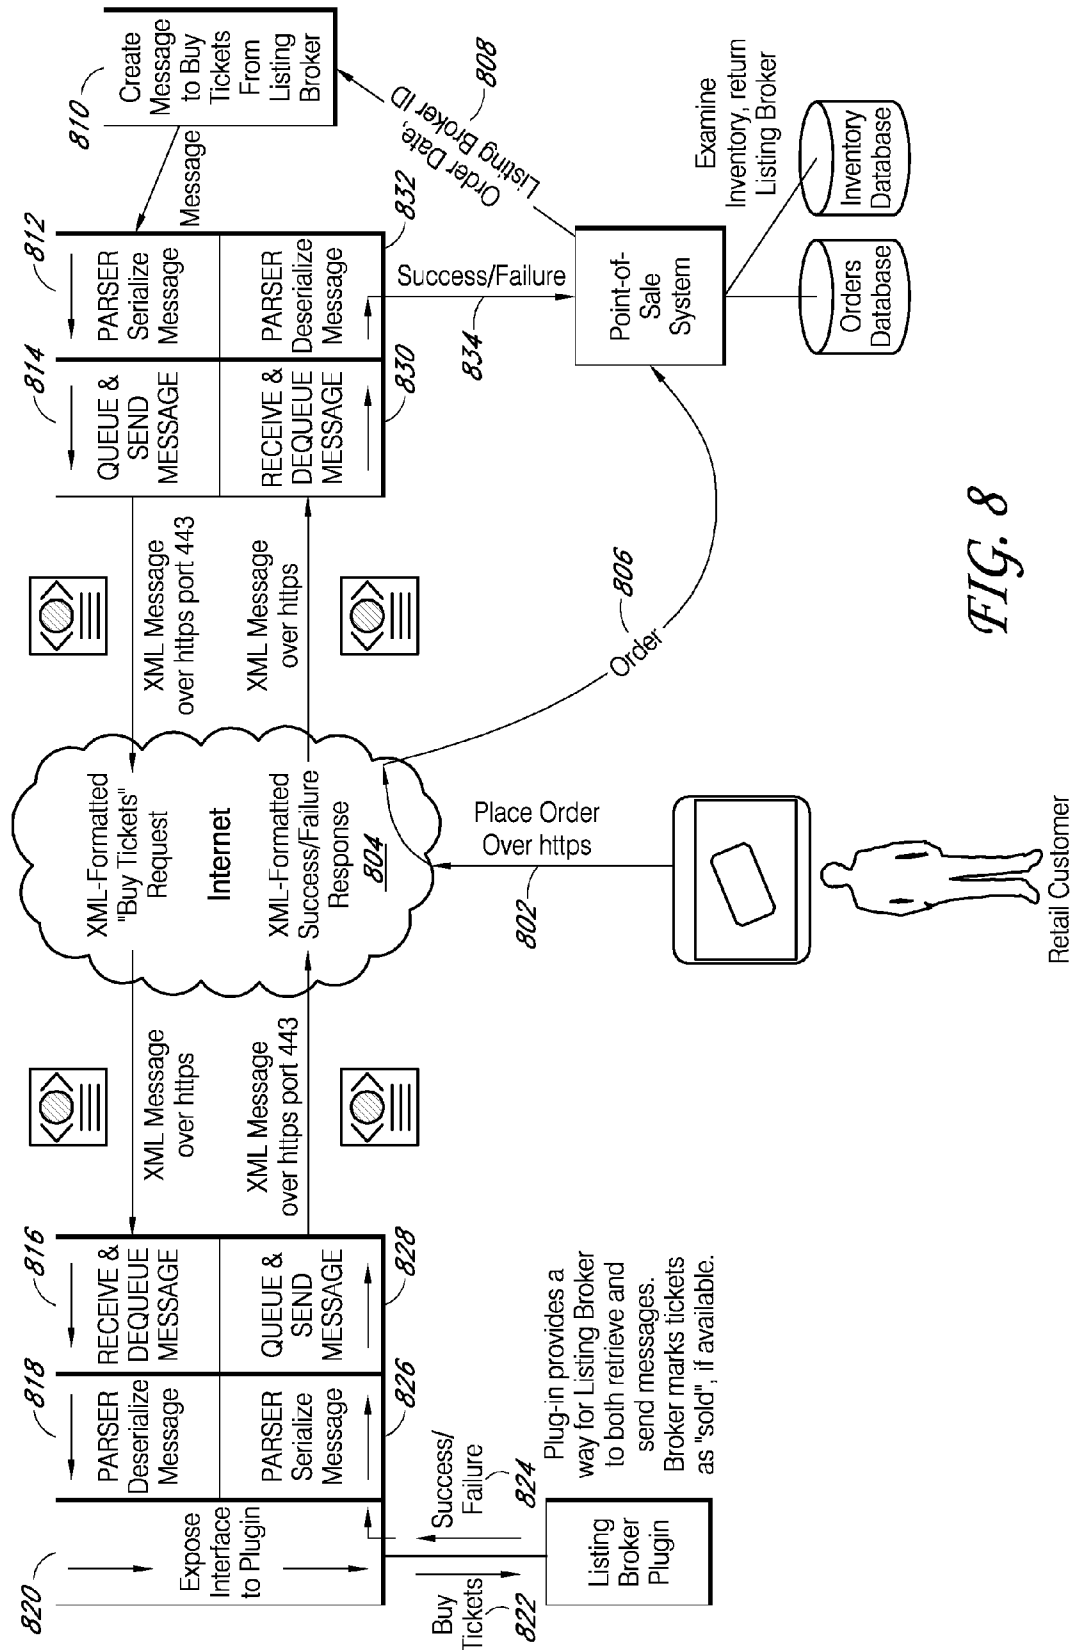 820
818
816
814
812
810
Expose
Interface
to Plugin
PARSER
Deserialize
Message
RECEIVE &
DEQUEUE
MESSAGE
PARSER
Serialize
Message
QUEUE &
SEND
MESSAGE
826
828
XML Message
over https
XML Message
over https port 443
XML-Formatted
"Buy Tickets"
Request
Internet
XML-Formatted
Success/Failure
Response
804
XML Message
over https port 443
XML Message
over https
QUEUE &
SEND
MESSAGE
PARSER
Serialize
Message
RECEIVE &
DEQUEUE
MESSAGE
PARSER
Deserialize
Message
830
832
Message
Create
Message
to Buy
Tickets
From
Listing
Broker
Buy
Tickets
822
Success/
Failure
824
Listing
Broker
Plugin
Plug-in provides a
way for Listing Broker
to both retrieve and
send messages.
Broker marks tickets
as "sold", if available.
802
Place Order
Over https
Retail Customer
Order
806
Success/Failure
834
Point-of-
Sale
System
Order Date,
Listing Broker ID
808
Examine
Inventory, return
Listing Broker
Orders
Database
Inventory
Database
FIG. 8